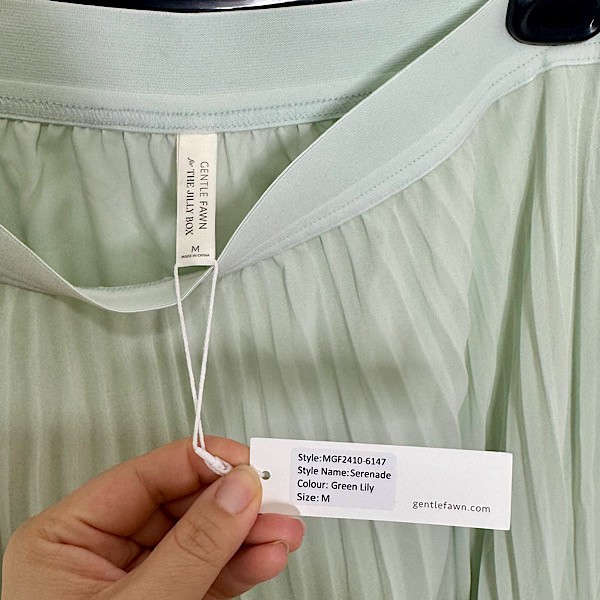 GENTLE FAWN
for THE JILLY BOX
M
MADE IN CHINA
Style: MGF2410-6147
Style Name: Serenade
Colour: Green Lily
Size: M
gentlefawn.com